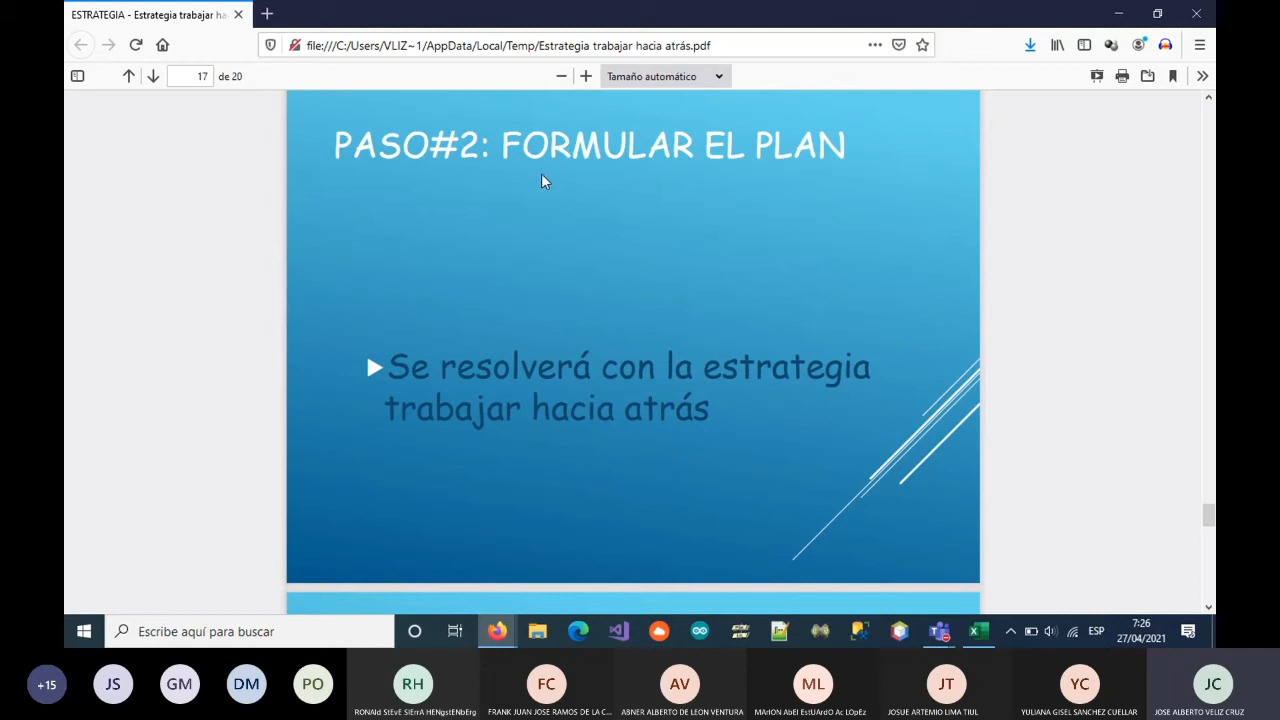 ESTRATEGIA - Estrategia trabajar ha
file:///C:/Users/VLIZ~1/AppData/Local/Temp/Estrategia trabajar hacia atrás.pdf
17 de 20
Tamaño automático
PASO#2: FORMULAR EL PLAN
Se resolverá con la estrategia
trabajar hacia atrás
Escribe aquí para buscar
ESP
7:26
27/04/2021
+15
JS
GM
DM
PO
RH
FC
AV
ML
JT
YC
JC
RONAld StEvE SIErrA HENgstENbErg
FRANK JUAN JOSE RAMOS DE LA C...
ABNER ALBERTO DE LEON VENTURA
MArION AbEl EstUArdO Ac LOpEz
JOSUE ARTEMIO LIMA TIUL
YULIANA GISEL SANCHEZ CUELLAR
JOSE ALBERTO VELIZ CRUZ